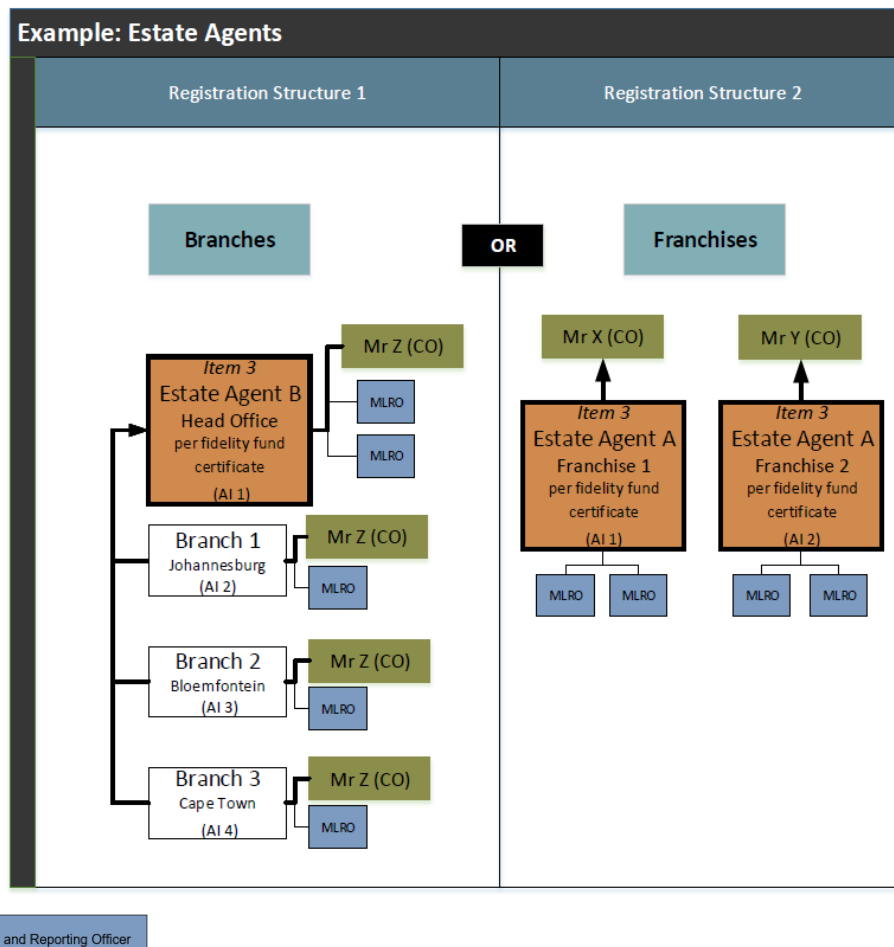 Example: Estate Agents
Registration Structure 1
Registration Structure 2
Branches
OR
Franchises
Mr Z (CO)
Item 3
Estate Agent B
Head Office
per fidelity fund
certificate
(AI 1)
MLRO
MLRO
Branch 1
Johannesburg
(AI 2)
Mr Z (CO)
MLRO
Branch 2
Bloemfontein
(AI 3)
Mr Z (CO)
MLRO
Branch 3
Cape Town
(AI 4)
Mr Z (CO)
MLRO
Mr X (CO)
Item 3
Estate Agent A
Franchise 1
per fidelity fund
certificate
(AI 1)
MLRO
MLRO
Mr Y (CO)
Item 3
Estate Agent A
Franchise 2
per fidelity fund
certificate
(AI 2)
MLRO
MLRO
and Reporting Officer